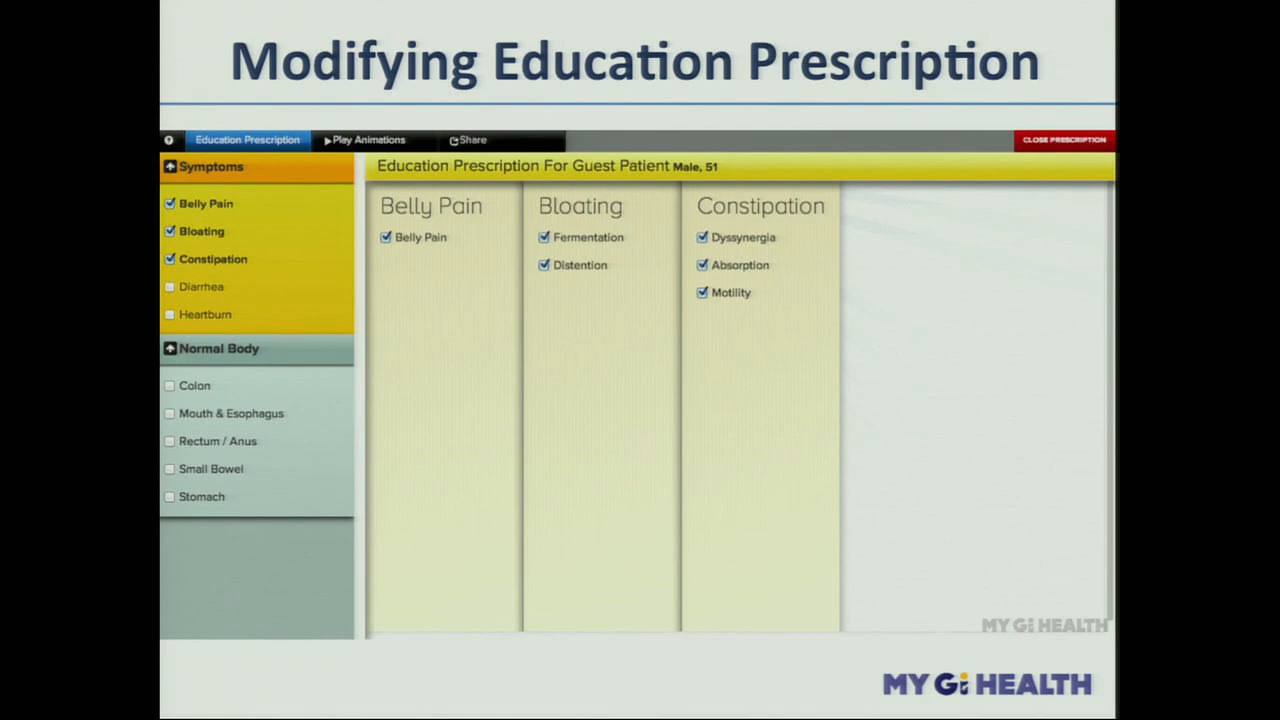 Modifying Education Prescription
Education Prescription
Play Animations
Share
CLOSE PRESCRIPTION
Symptoms
Belly Pain
Bloating
Constipation
Diarrhea
Heartburn
Normal Body
Colon
Mouth & Esophagus
Rectum / Anus
Small Bowel
Stomach
Education Prescription For Guest Patient Male, 51
Belly Pain
Belly Pain
Bloating
Fermentation
Distention
Constipation
Dyssynergia
Absorption
Motility
MY Gi HEALTH
MY Gi HEALTH